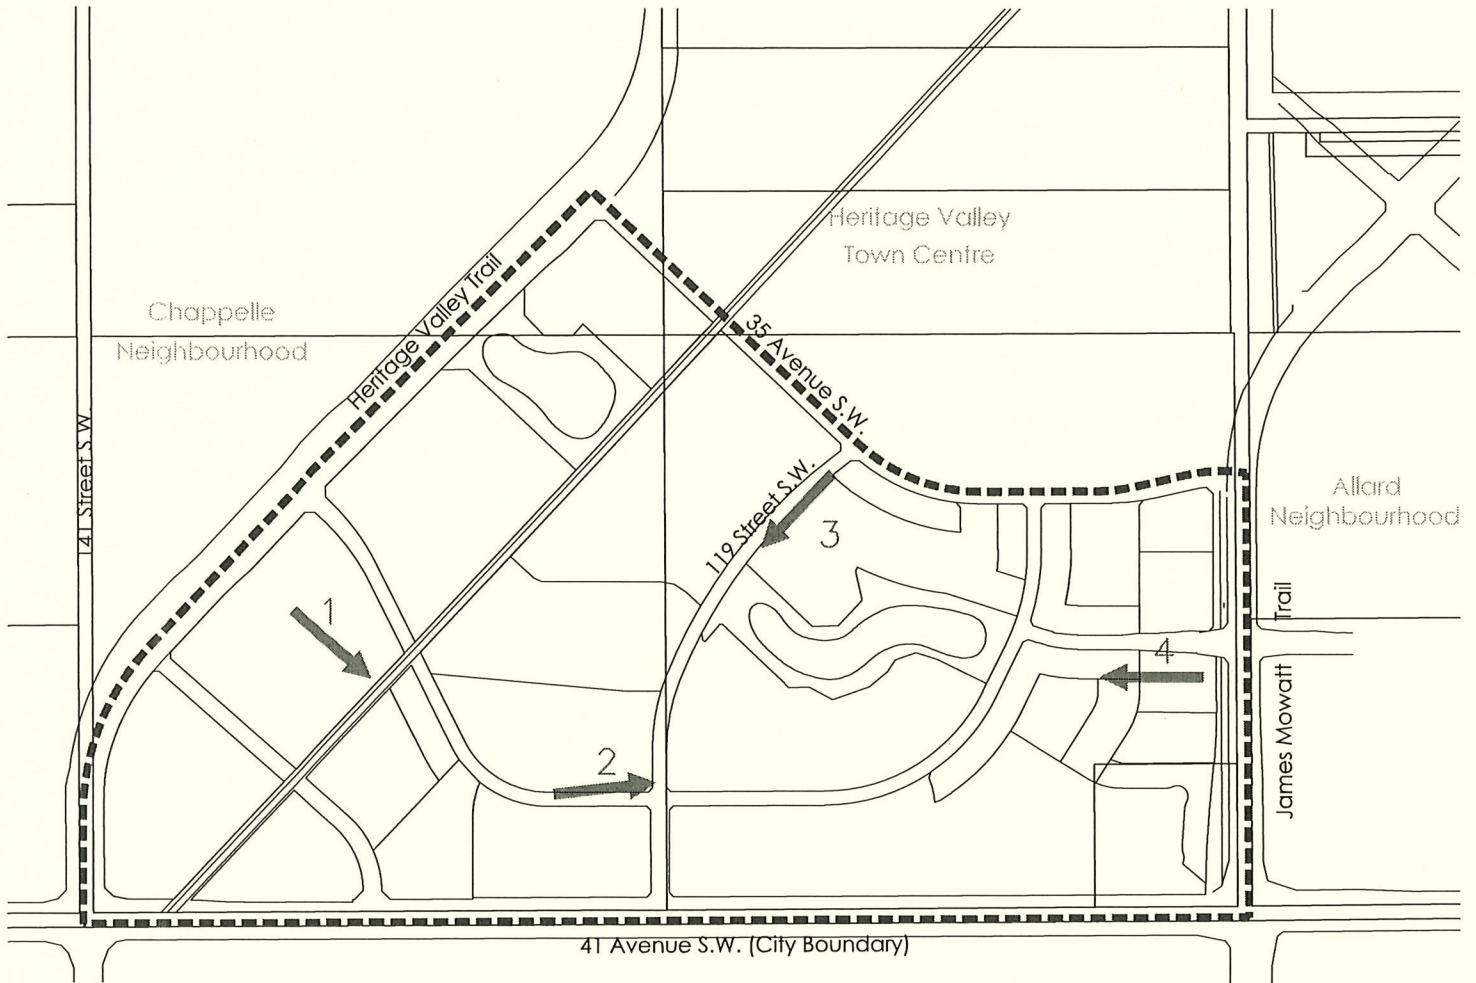 Heritage Valley
Town Centre
Chappelle
Neighbourhood
Heritage Valley Trail
35 Avenue S.W.
141 Street S.W.
119 Street S.W.
Allard
Neighbourhood
3
1
4
2
James Mowatt Trail
41 Avenue S.W. (City Boundary)